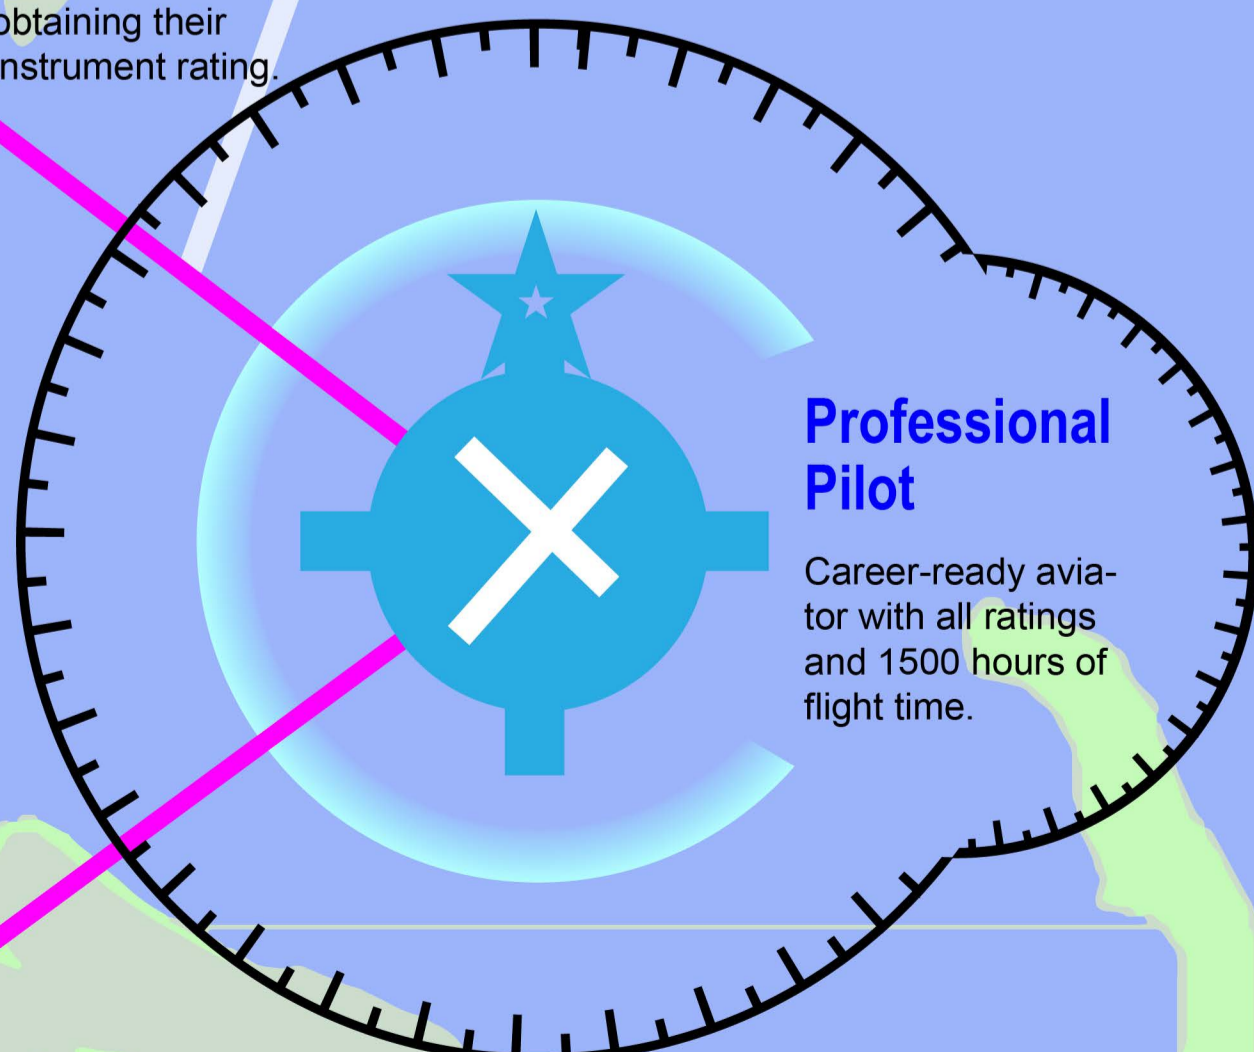 obtaining their
instrument rating.
Professional
Pilot
Career-ready avia-
tor with all ratings
and 1500 hours of
flight time.